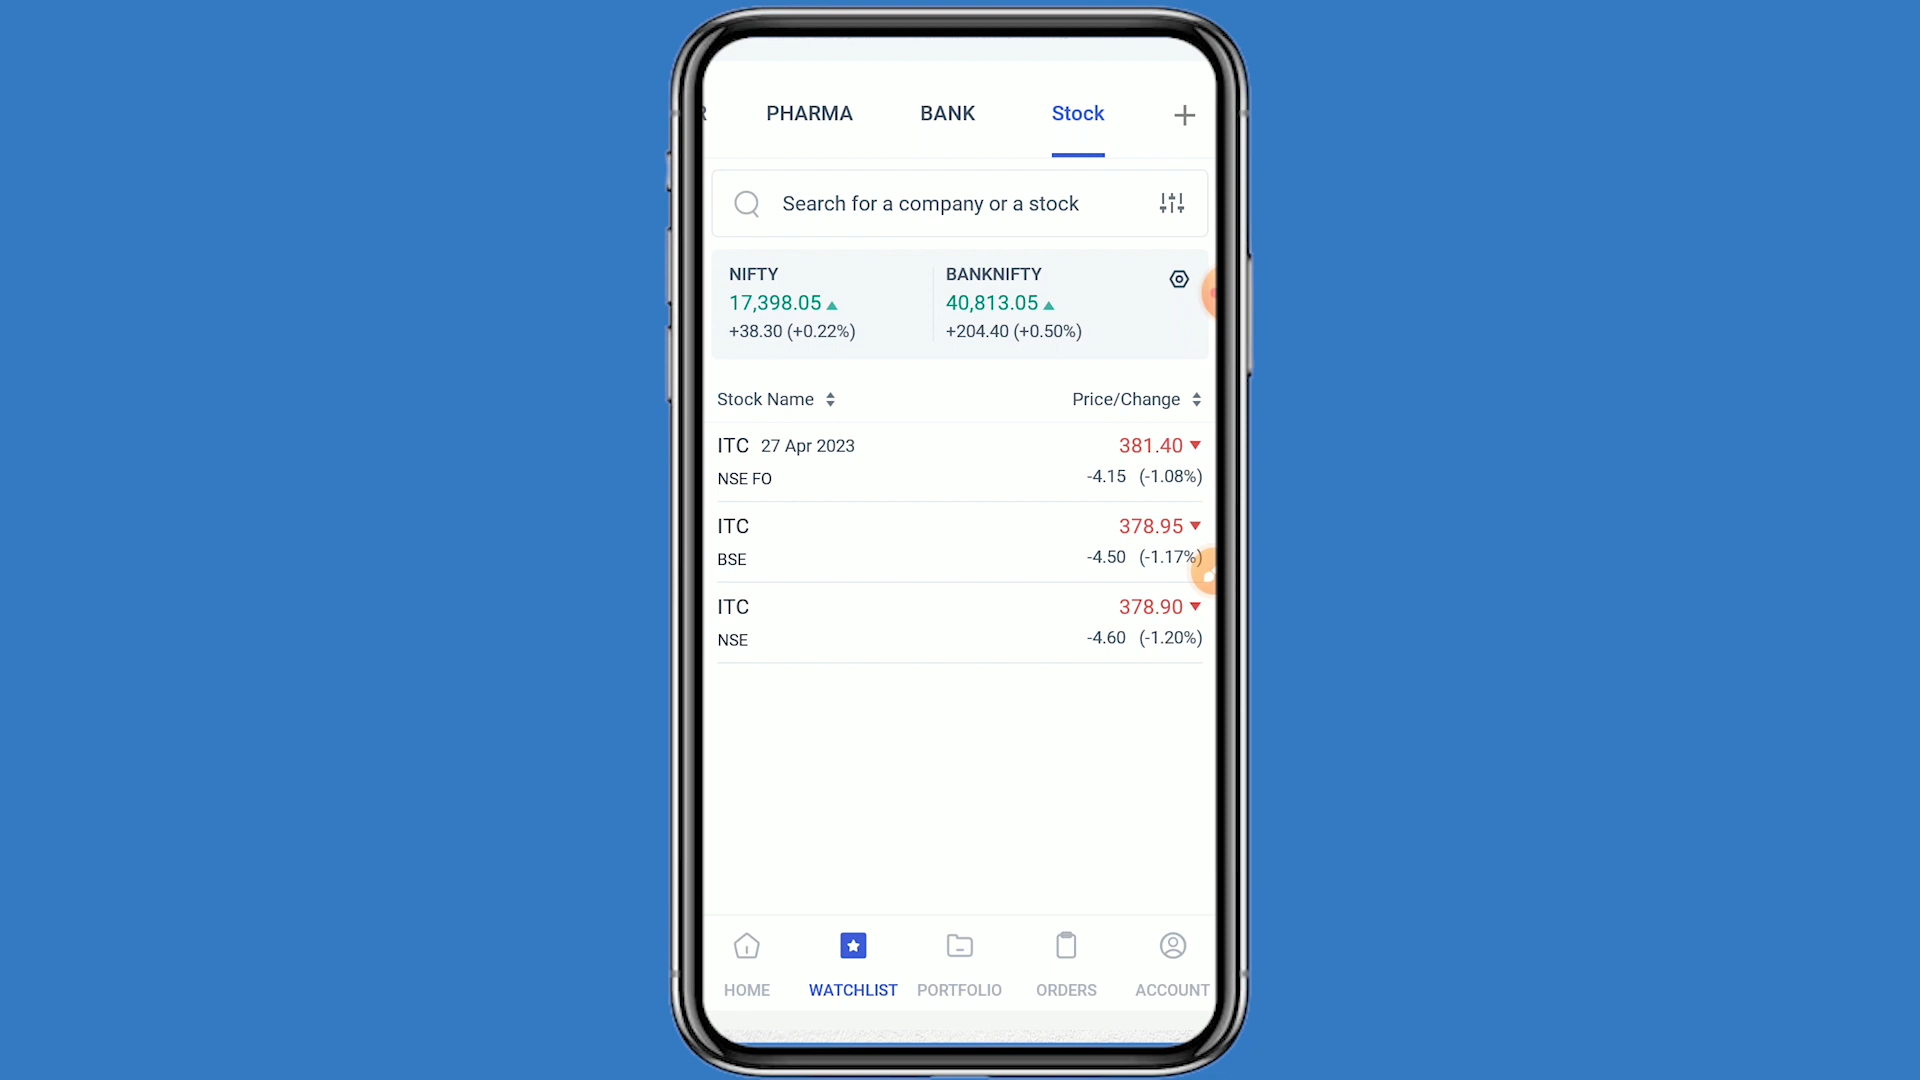 PHARMA BANK Stock
Search for a company or a stock
NIFTY BANKNIFTY
17,398.05 40,813.05
+38.30 (+0.22%) +204.40 (+0.50%)
Stock Name Price/Change
ITC 27 Apr 2023 381.40
NSE FO -4.15 (-1.08%)
ITC 378.95
BSE -4.50 (-1.17%)
ITC 378.90
NSE -4.60 (-1.20%)
HOME WATCHLIST PORTFOLIO ORDERS ACCOUNT